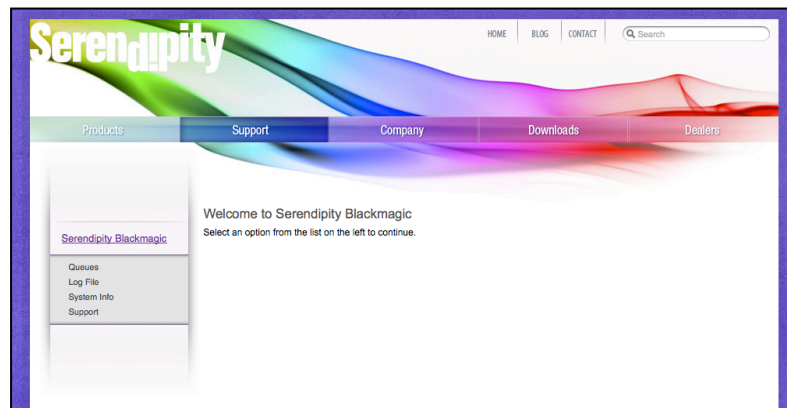 Serendipity
HOME BLOG CONTACT Search
Products Support Company Downloads Dealers
Welcome to Serendipity Blackmagic
Select an option from the list on the left to continue.
Serendipity Blackmagic
Queues
Log File
System Info
Support